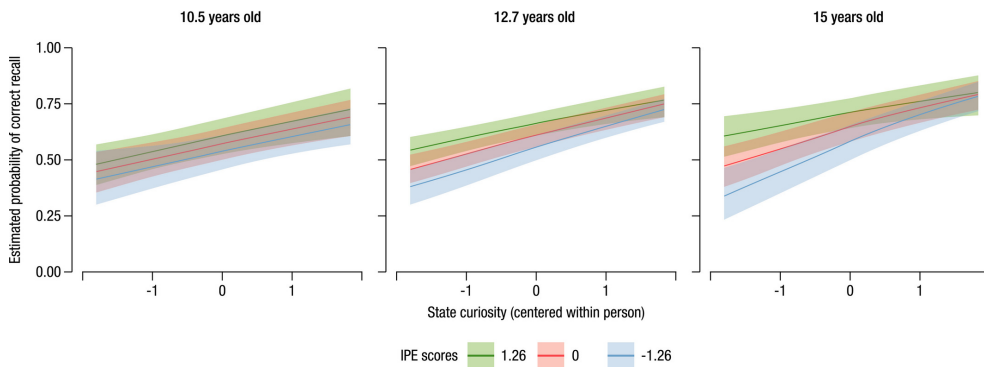 10.5 years old
12.7 years old
15 years old
Estimated probability of correct recall
1.00
0.75
0.50
0.25
0.00
-1 0 1
-1 0 1
-1 0 1
State curiosity (centered within person)
IPE scores 1.26 0 -1.26